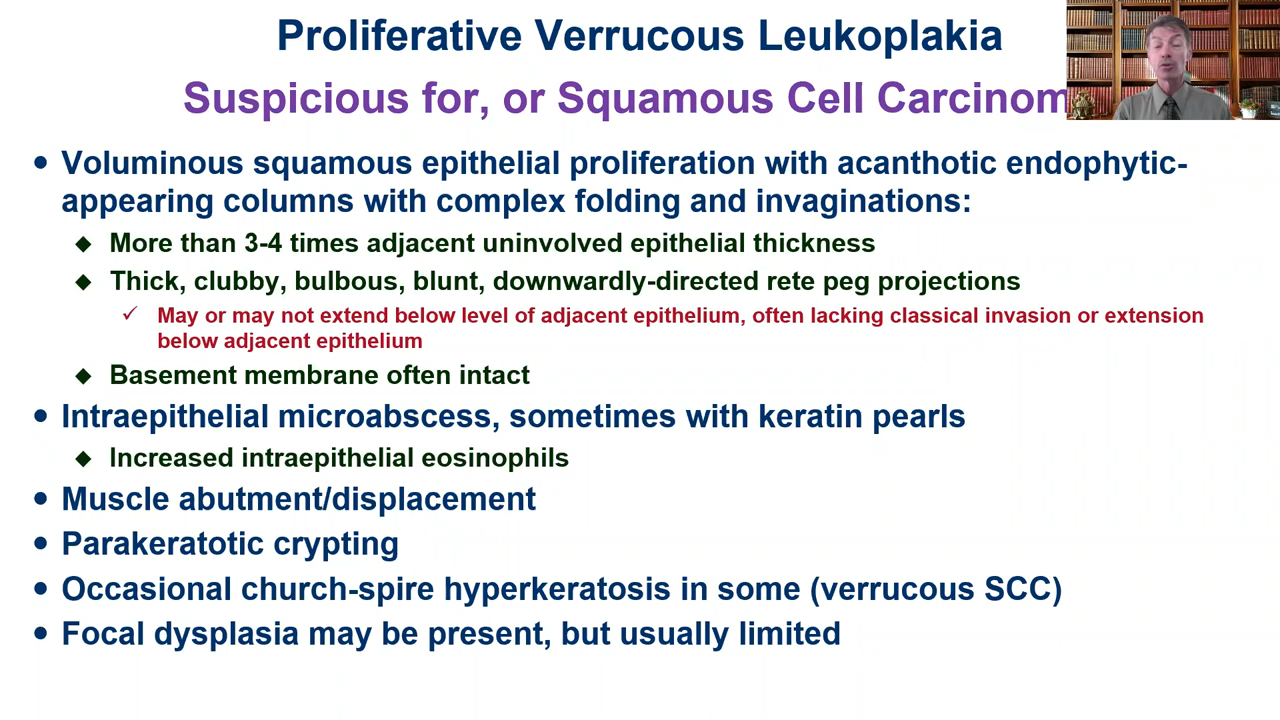 Proliferative Verrucous Leukoplakia
Suspicious for, or Squamous Cell Carcinom
• Voluminous squamous epithelial proliferation with acanthotic endophytic-
appearing columns with complex folding and invaginations:
◆ More than 3-4 times adjacent uninvolved epithelial thickness
◆ Thick, clubby, bulbous, blunt, downwardly-directed rete peg projections
✓ May or may not extend below level of adjacent epithelium, often lacking classical invasion or extension
below adjacent epithelium
◆ Basement membrane often intact
• Intraepithelial microabscess, sometimes with keratin pearls
◆ Increased intraepithelial eosinophils
• Muscle abutment/displacement
• Parakeratotic crypting
• Occasional church-spire hyperkeratosis in some (verrucous SCC)
• Focal dysplasia may be present, but usually limited